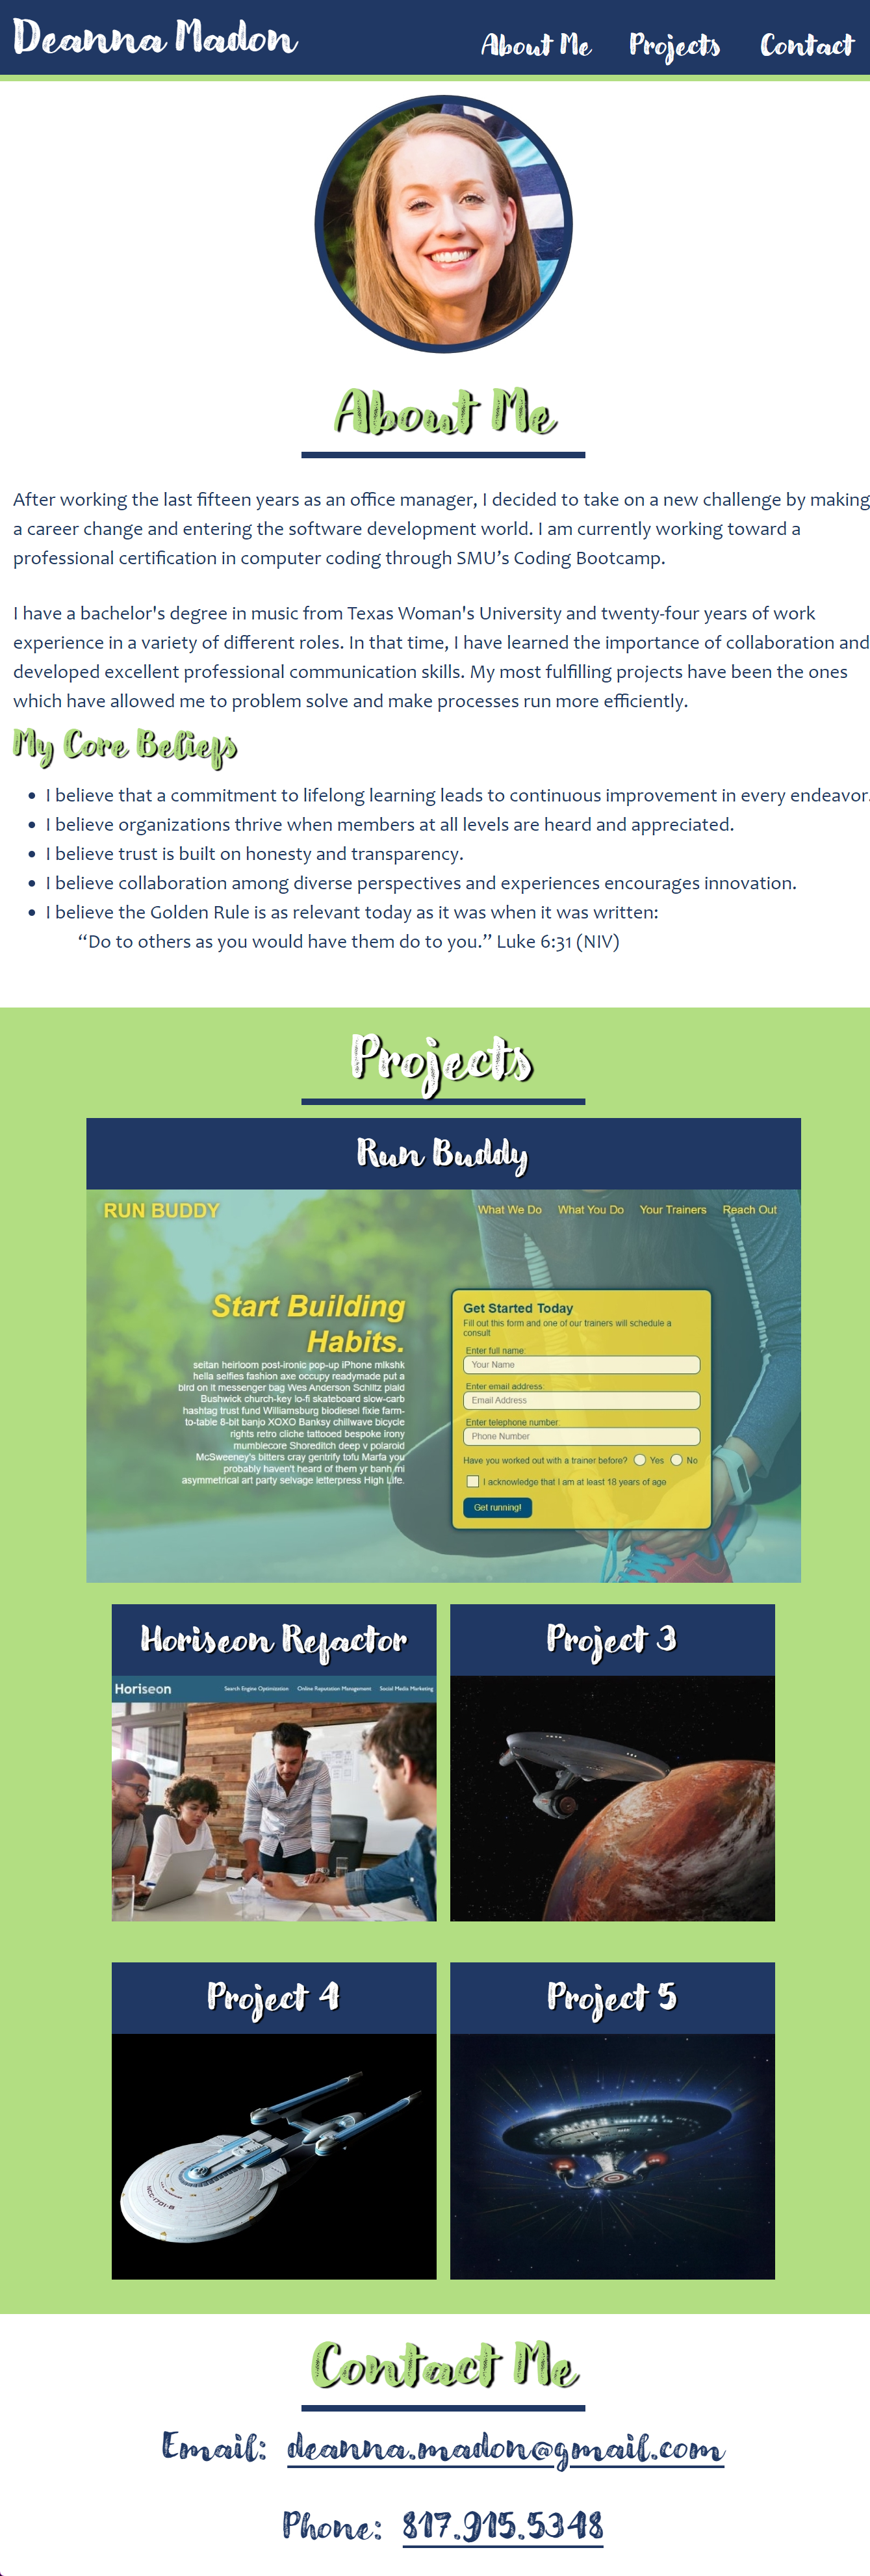 Deanna Madon
About Me
Projects
Contact
About Me
After working the last fifteen years as an office manager, I decided to take on a new challenge by making
a career change and entering the software development world. I am currently working toward a
professional certification in computer coding through SMU’s Coding Bootcamp.
I have a bachelor's degree in music from Texas Woman's University and twenty-four years of work
experience in a variety of different roles. In that time, I have learned the importance of collaboration and
developed excellent professional communication skills. My most fulfilling projects have been the ones
which have allowed me to problem solve and make processes run more efficiently.
My Core Beliefs
• I believe that a commitment to lifelong learning leads to continuous improvement in every endeavor.
• I believe organizations thrive when members at all levels are heard and appreciated.
• I believe trust is built on honesty and transparency.
• I believe collaboration among diverse perspectives and experiences encourages innovation.
• I believe the Golden Rule is as relevant today as it was when it was written:
“Do to others as you would have them do to you.” Luke 6:31 (NIV)
Projects
Run Buddy
RUN BUDDY
What We Do
What You Do
Your Trainers
Reach Out
Start Building
Habits.
seitan heirloom post-ironic pop-up iPhone mlkshk
hella selfies fashion axe occupy readymade put a
bird on it messenger bag Wes Anderson Schlitz plaid
Bushwick church-key lo-fi skateboard slow-carb
hashtag trust fund Williamsburg biodiesel fixie farm-
to-table 8-bit banjo XOXO Banksy chillwave bicycle
rights retro cliche tattooed bespoke irony
mumblecore Shoreditch deep v polaroid
McSweeney's bitters cray gentrify tofu Marfa you
probably haven't heard of them yr banh mi
asymmetrical art party selvage letterpress High Life.
Get Started Today
Fill out this form and one of our trainers will schedule a
consult
Enter full name:
Your Name
Enter email address:
Email Address
Enter telephone number:
Phone Number
Have you worked out with a trainer before? Yes No
I acknowledge that I am at least 18 years of age
Get running!
Horiseon Refactor
Horiseon
Search Engine Optimization
Online Reputation Management
Social Media Marketing
Project 3
Project 4
NCC-1701-B
Project 5
Contact Me
Email: deanna.madon@gmail.com
Phone: 817.915.5348